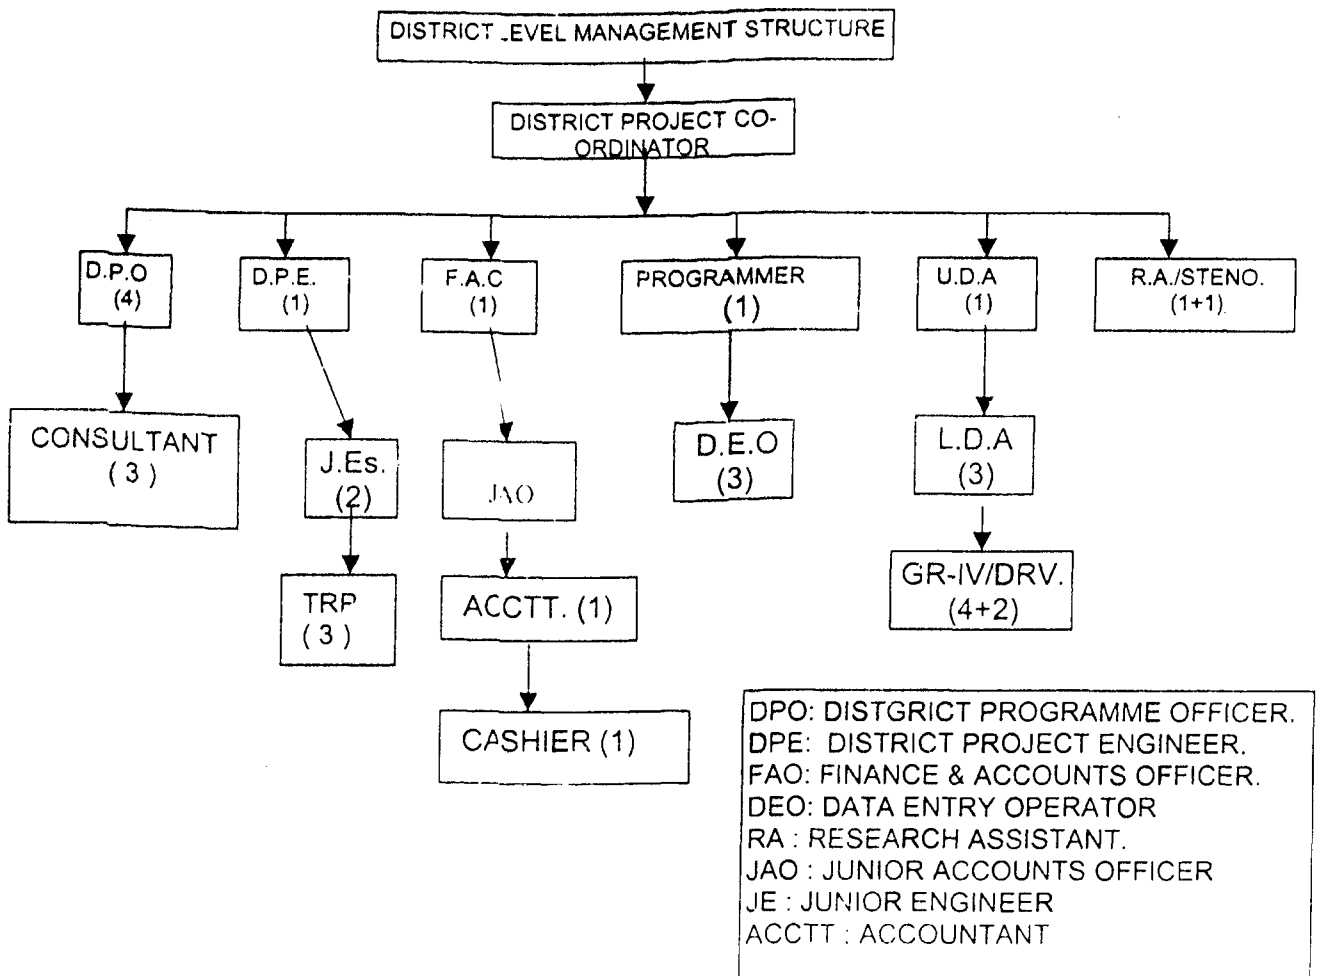 DISTRICT LEVEL MANAGEMENT STRUCTURE
DISTRICT PROJECT CO-
ORDINATOR
D.P.O
(4)
D.P.E.
(1)
F.A.C
(1)
PROGRAMMER
(1)
U.D.A
(1)
R.A./STENO.
(1+1)
CONSULTANT
( 3 )
J.Es.
(2)
JAO
D.E.O
(3)
L.D.A
(3)
TRP
( 3 )
ACCTT. (1)
GR-IV/DRV.
(4+2)
CASHIER (1)
DPO: DISTGRICT PROGRAMME OFFICER.
DPE: DISTRICT PROJECT ENGINEER.
FAO: FINANCE & ACCOUNTS OFFICER.
DEO: DATA ENTRY OPERATOR
RA : RESEARCH ASSISTANT.
JAO : JUNIOR ACCOUNTS OFFICER
JE : JUNIOR ENGINEER
ACCTT : ACCOUNTANT